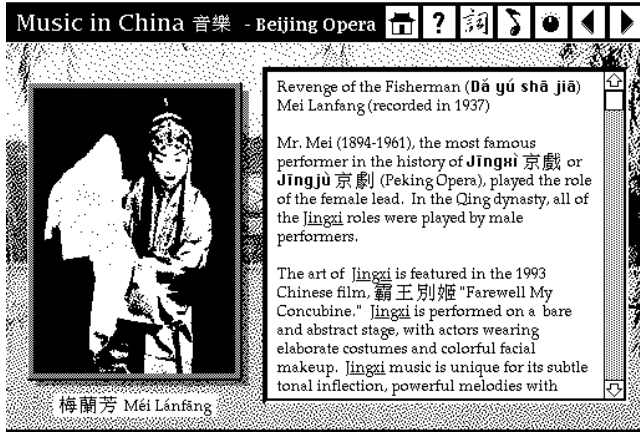 Music in China 音樂 - Beijing Opera ? 詞
Revenge of the Fisherman (Dǎ yú shā jiā)
Mei Lanfang (recorded in 1937)
Mr. Mei (1894-1961), the most famous
performer in the history of Jīngxì 京戲 or
Jīngjù 京劇 (Peking Opera), played the role
of the female lead. In the Qing dynasty, all of
the Jingxi roles were played by male
performers.
The art of Jingxi is featured in the 1993
Chinese film, 霸王別姬 "Farewell My
Concubine." Jingxi is performed on a bare
and abstract stage, with actors wearing
elaborate costumes and colorful facial
makeup. Jingxi music is unique for its subtle
tonal inflection, powerful melodies with
梅蘭芳 Méi Lánfāng